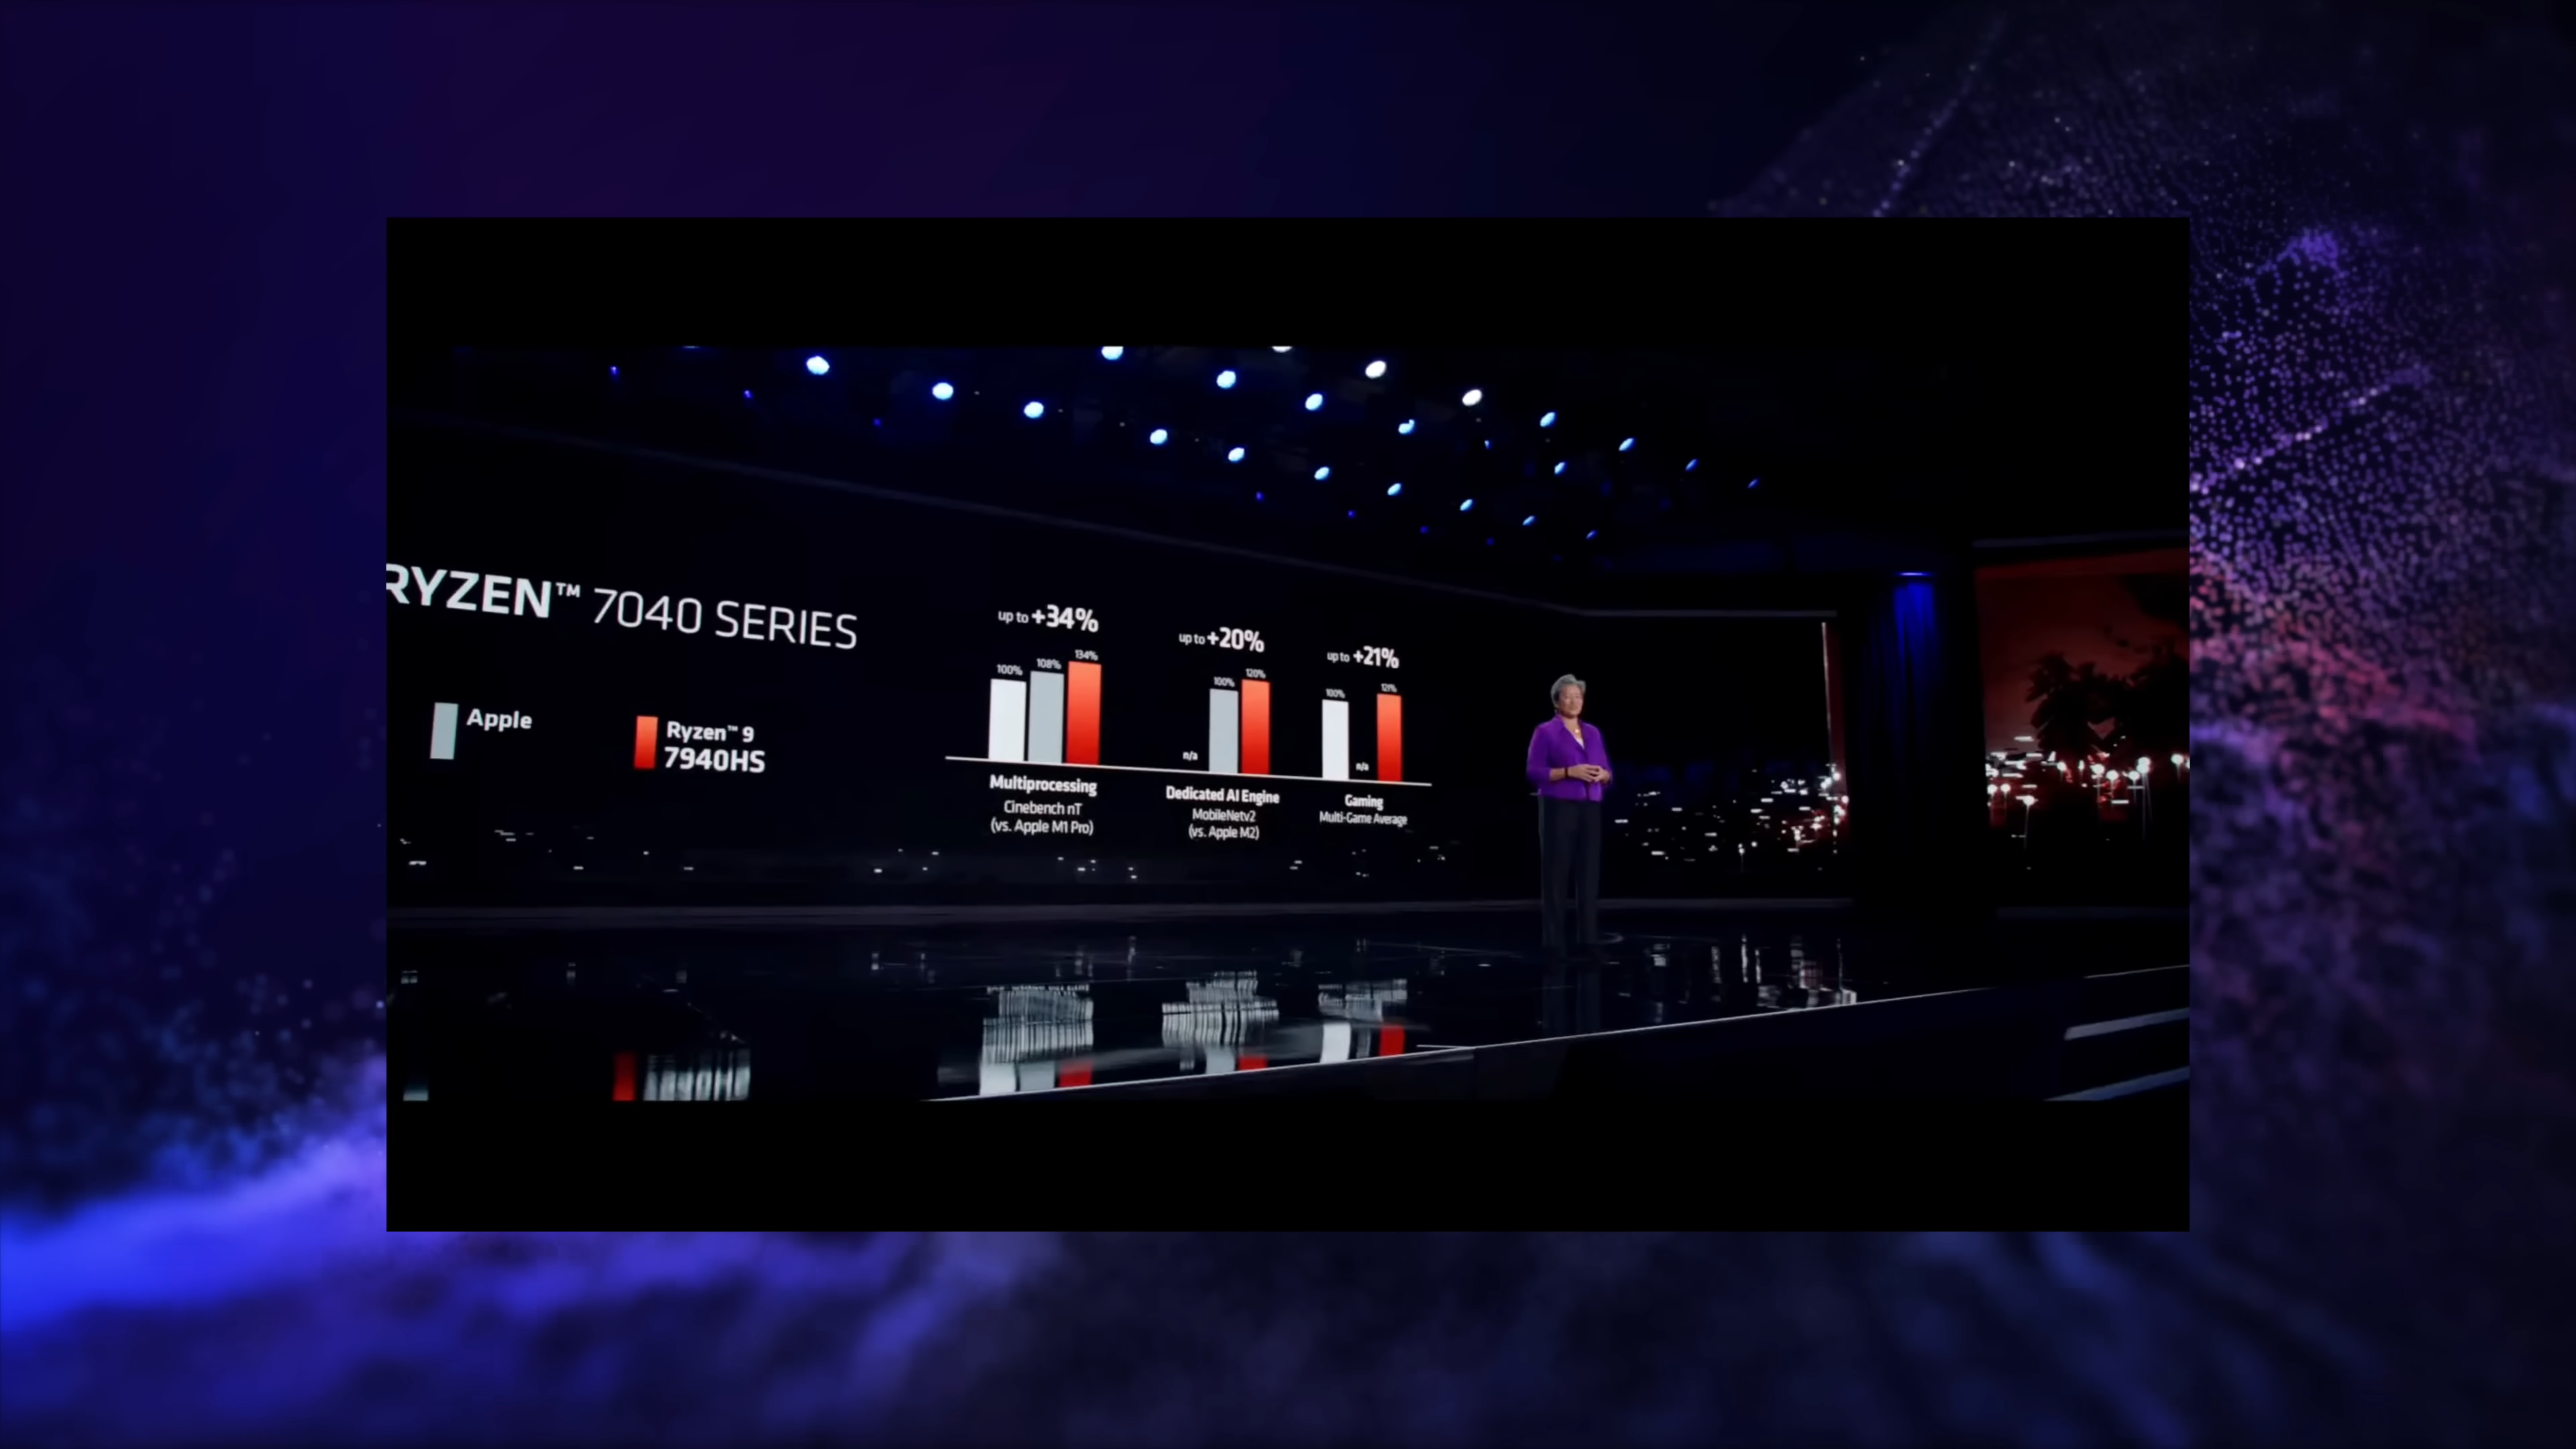 RYZEN™ 7040 SERIES
Apple
Ryzen™ 9
7940HS
up to +34%
100%
108%
134%
Multiprocessing
Cinebench nT
(vs. Apple M1 Pro)
up to +20%
n/a
100%
120%
Dedicated AI Engine
MobileNetv2
(vs. Apple M2)
up to +21%
100%
n/a
121%
Gaming
Multi-Game Average